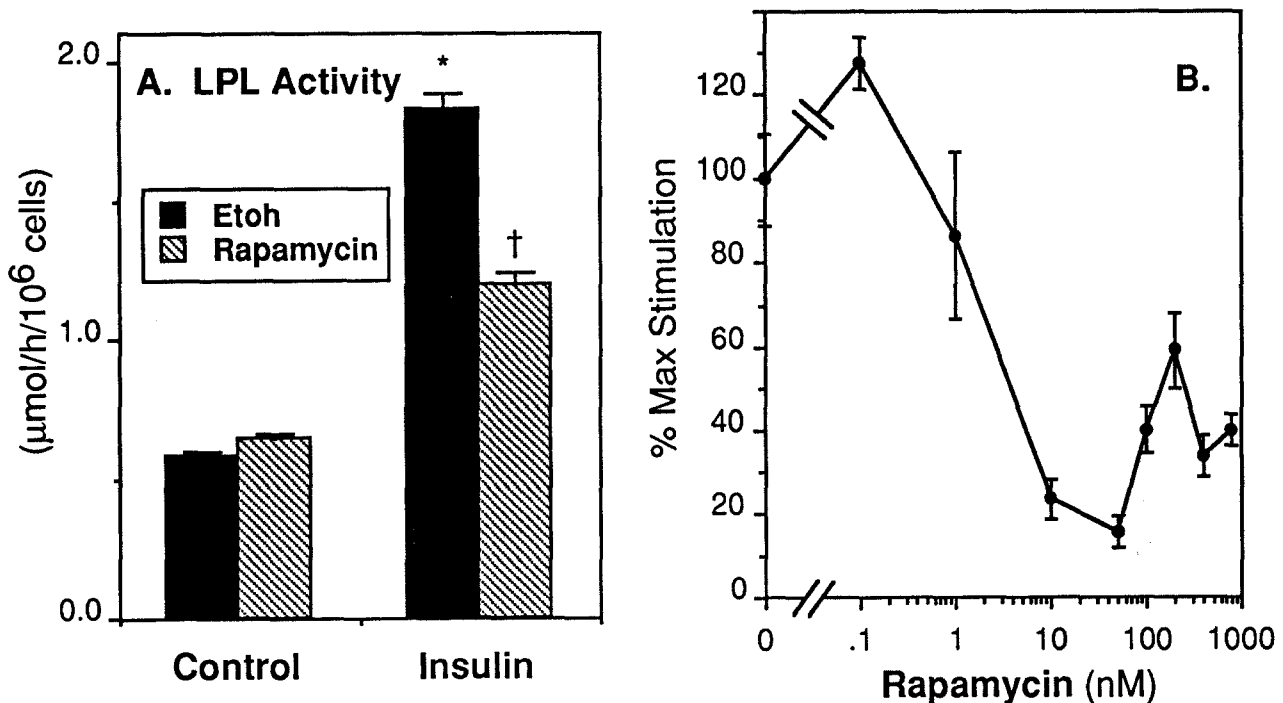 A. LPL Activity
(µmol/h/10⁶ cells)
2.0
1.0
0.0
*
†
Etoh
Rapamycin
Control
Insulin
B.
% Max Stimulation
120
100
80
60
40
20
0
0
.1
1
10
100
1000
Rapamycin (nM)